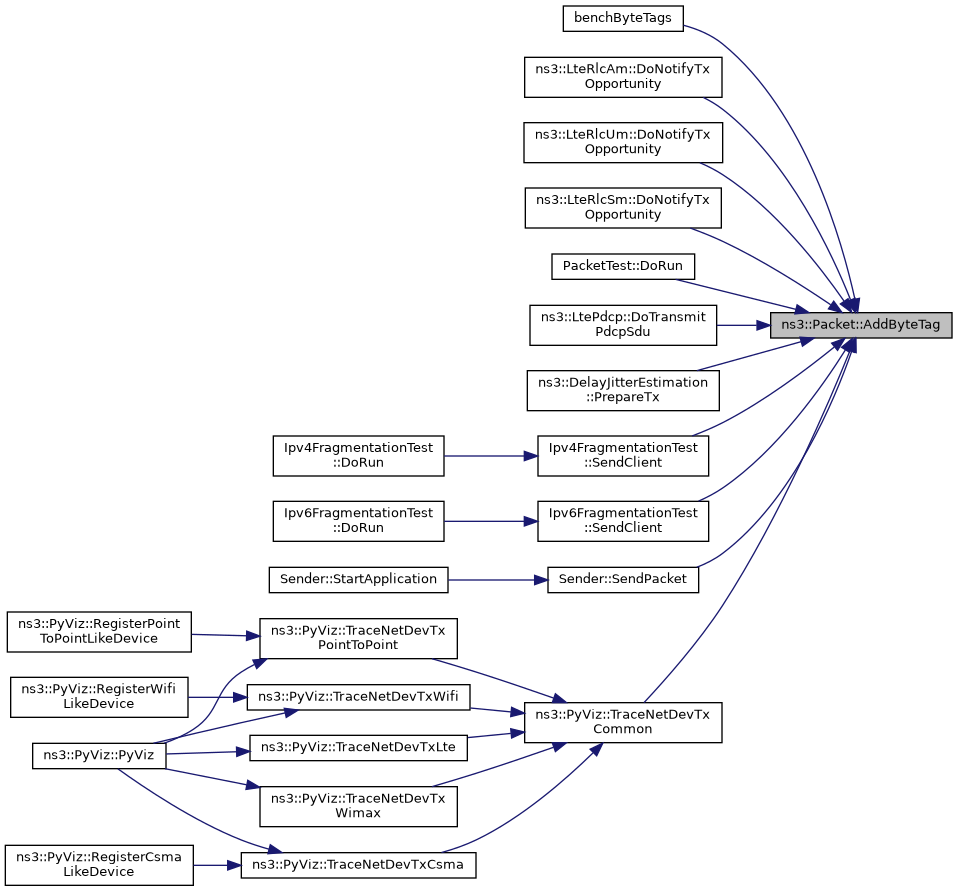 benchByteTags
ns3::LteRlcAm::DoNotifyTx
Opportunity
ns3::LteRlcUm::DoNotifyTx
Opportunity
ns3::LteRlcSm::DoNotifyTx
Opportunity
PacketTest::DoRun
ns3::LtePdcp::DoTransmit
PdcpSdu
ns3::Packet::AddByteTag
ns3::DelayJitterEstimation
::PrepareTx
Ipv4FragmentationTest
::DoRun
Ipv4FragmentationTest
::SendClient
Ipv6FragmentationTest
::DoRun
Ipv6FragmentationTest
::SendClient
Sender::StartApplication
Sender::SendPacket
ns3::PyViz::RegisterPoint
ToPointLikeDevice
ns3::PyViz::TraceNetDevTx
PointToPoint
ns3::PyViz::RegisterWifi
LikeDevice
ns3::PyViz::TraceNetDevTxWifi
ns3::PyViz::TraceNetDevTx
Common
ns3::PyViz::PyViz
ns3::PyViz::TraceNetDevTxLte
ns3::PyViz::TraceNetDevTx
Wimax
ns3::PyViz::RegisterCsma
LikeDevice
ns3::PyViz::TraceNetDevTxCsma